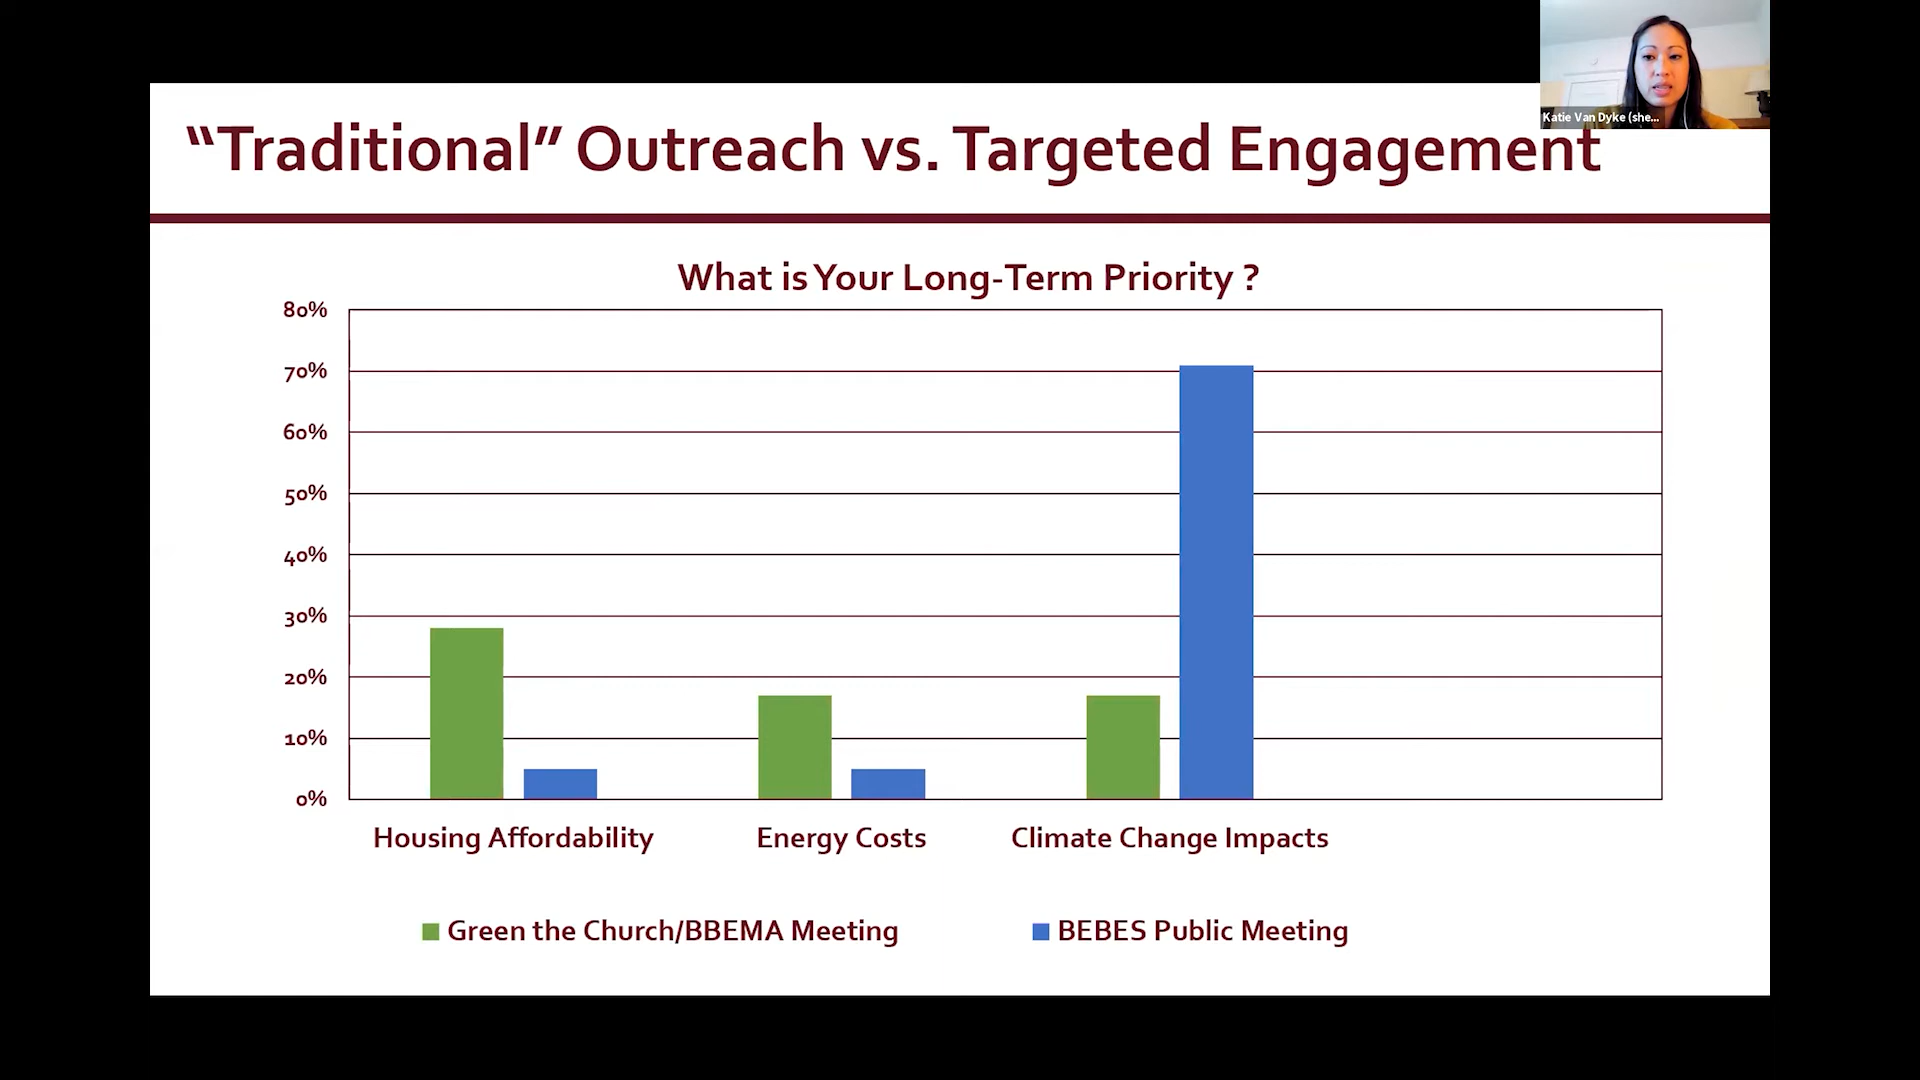 Katie Van Dyke (she...
“Traditional” Outreach vs. Targeted Engagement
What is Your Long-Term Priority ?
80%
70%
60%
50%
40%
30%
20%
10%
0%
Housing Affordability Energy Costs Climate Change Impacts
Green the Church/BBEMA Meeting BEBES Public Meeting